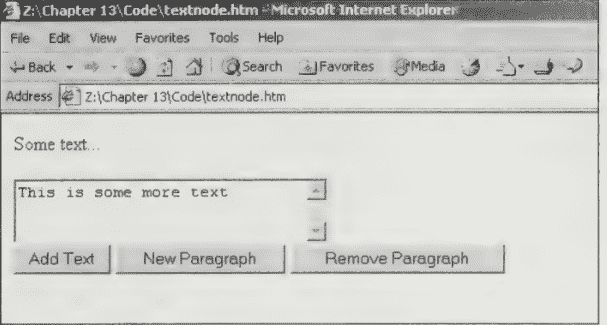 Z:\Chapter 13\Code\textnode.htm - Microsoft Internet Explorer
File Edit View Favorites Tools Help
Back Search Favorites Media
Address Z:\Chapter 13\Code\textnode.htm
Some text...
This is some more text
Add Text New Paragraph Remove Paragraph